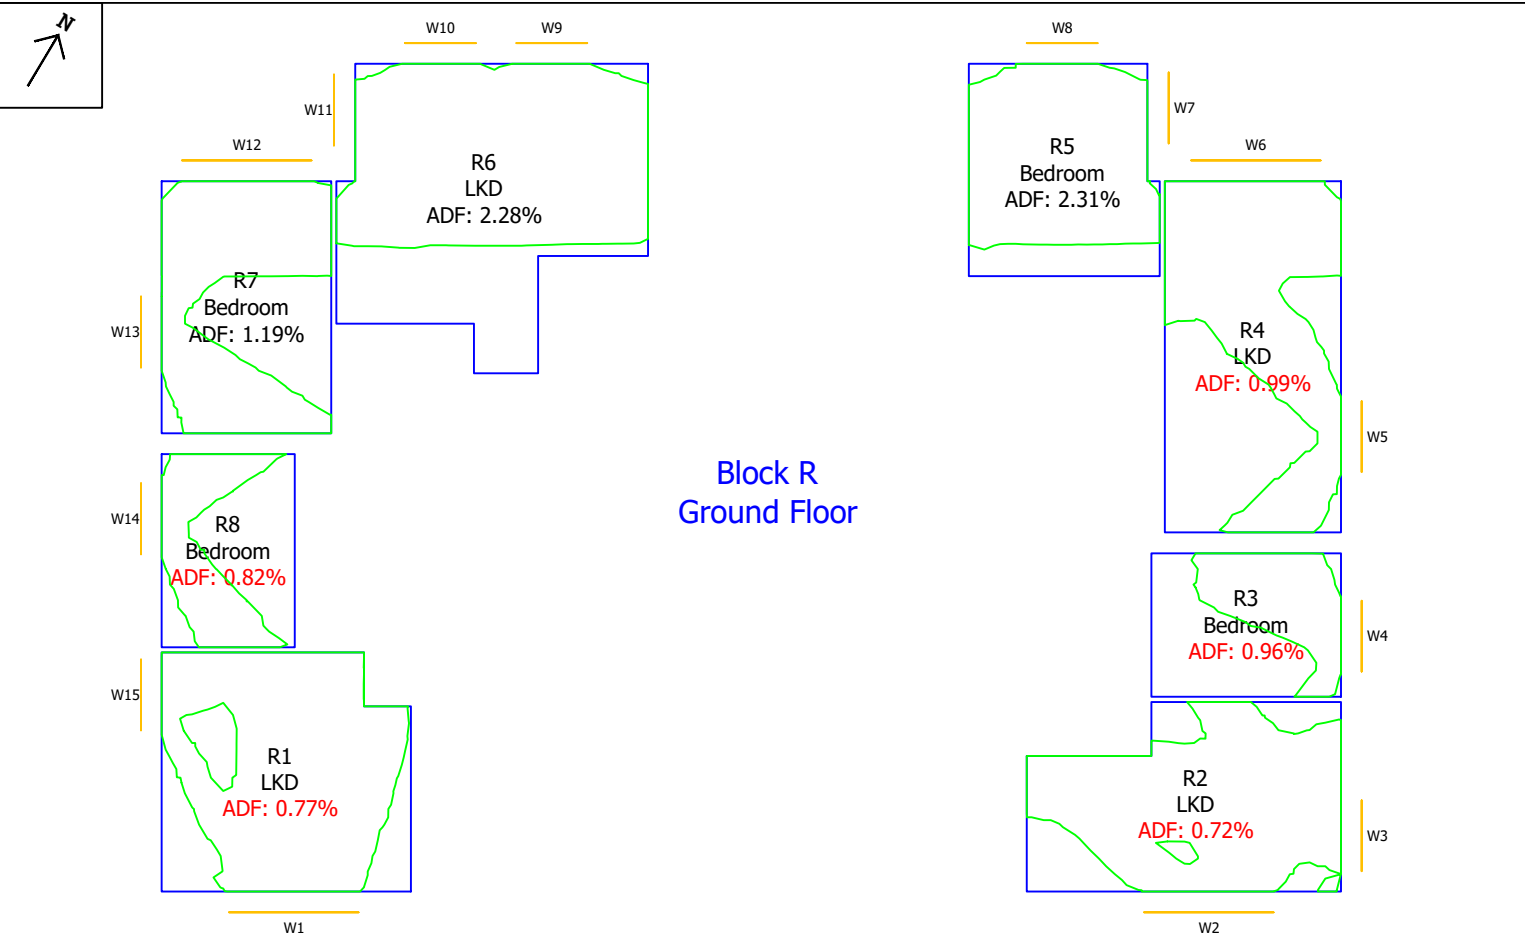 N
W10
W9
W8
W11
W7
W12
W6
R6
LKD
ADF: 2.28%
R5
Bedroom
ADF: 2.31%
R7
Bedroom
ADF: 1.19%
W13
R4
LKD
ADF: 0.99%
W5
Block R
Ground Floor
W14
R8
Bedroom
ADF: 0.82%
R3
Bedroom
ADF: 0.96%
W4
W15
R1
LKD
ADF: 0.77%
R2
LKD
ADF: 0.72%
W3
W1
W2